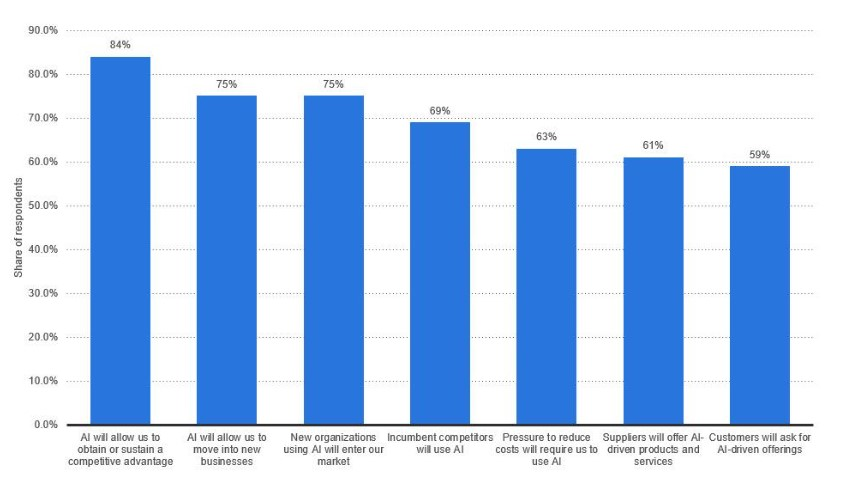 90.0%
80.0%
70.0%
60.0%
50.0%
40.0%
30.0%
20.0%
10.0%
0.0%
Share of respondents
84%
75%
75%
69%
63%
61%
59%
AI will allow us to
obtain or sustain a
competitive advantage
AI will allow us to
move into new
businesses
New organizations
using AI will enter our
market
Incumbent competitors
will use AI
Pressure to reduce
costs will require us to
use AI
Suppliers will offer AI-
driven products and
services
Customers will ask for
AI-driven offerings